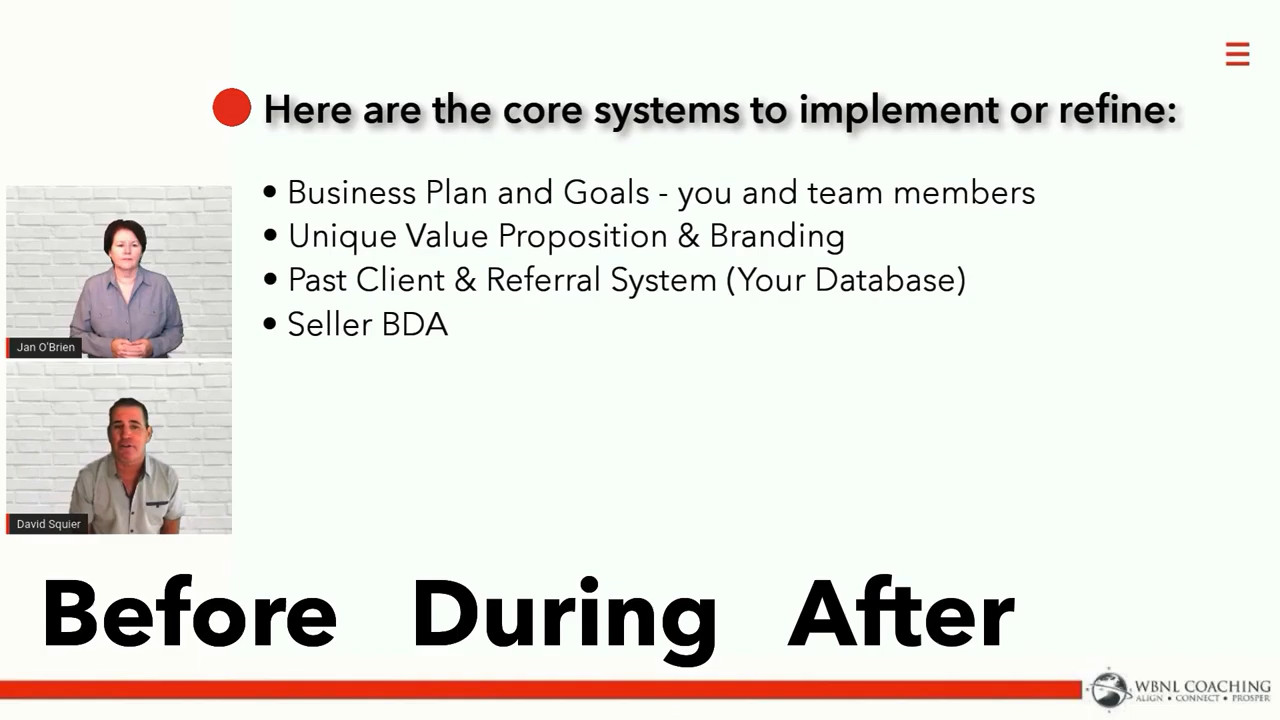 Here are the core systems to implement or refine:
• Business Plan and Goals - you and team members
• Unique Value Proposition & Branding
• Past Client & Referral System (Your Database)
• Seller BDA
Jan O'Brien
David Squier
Before During After
WBNL COACHING
ALIGN • CONNECT • PROSPER